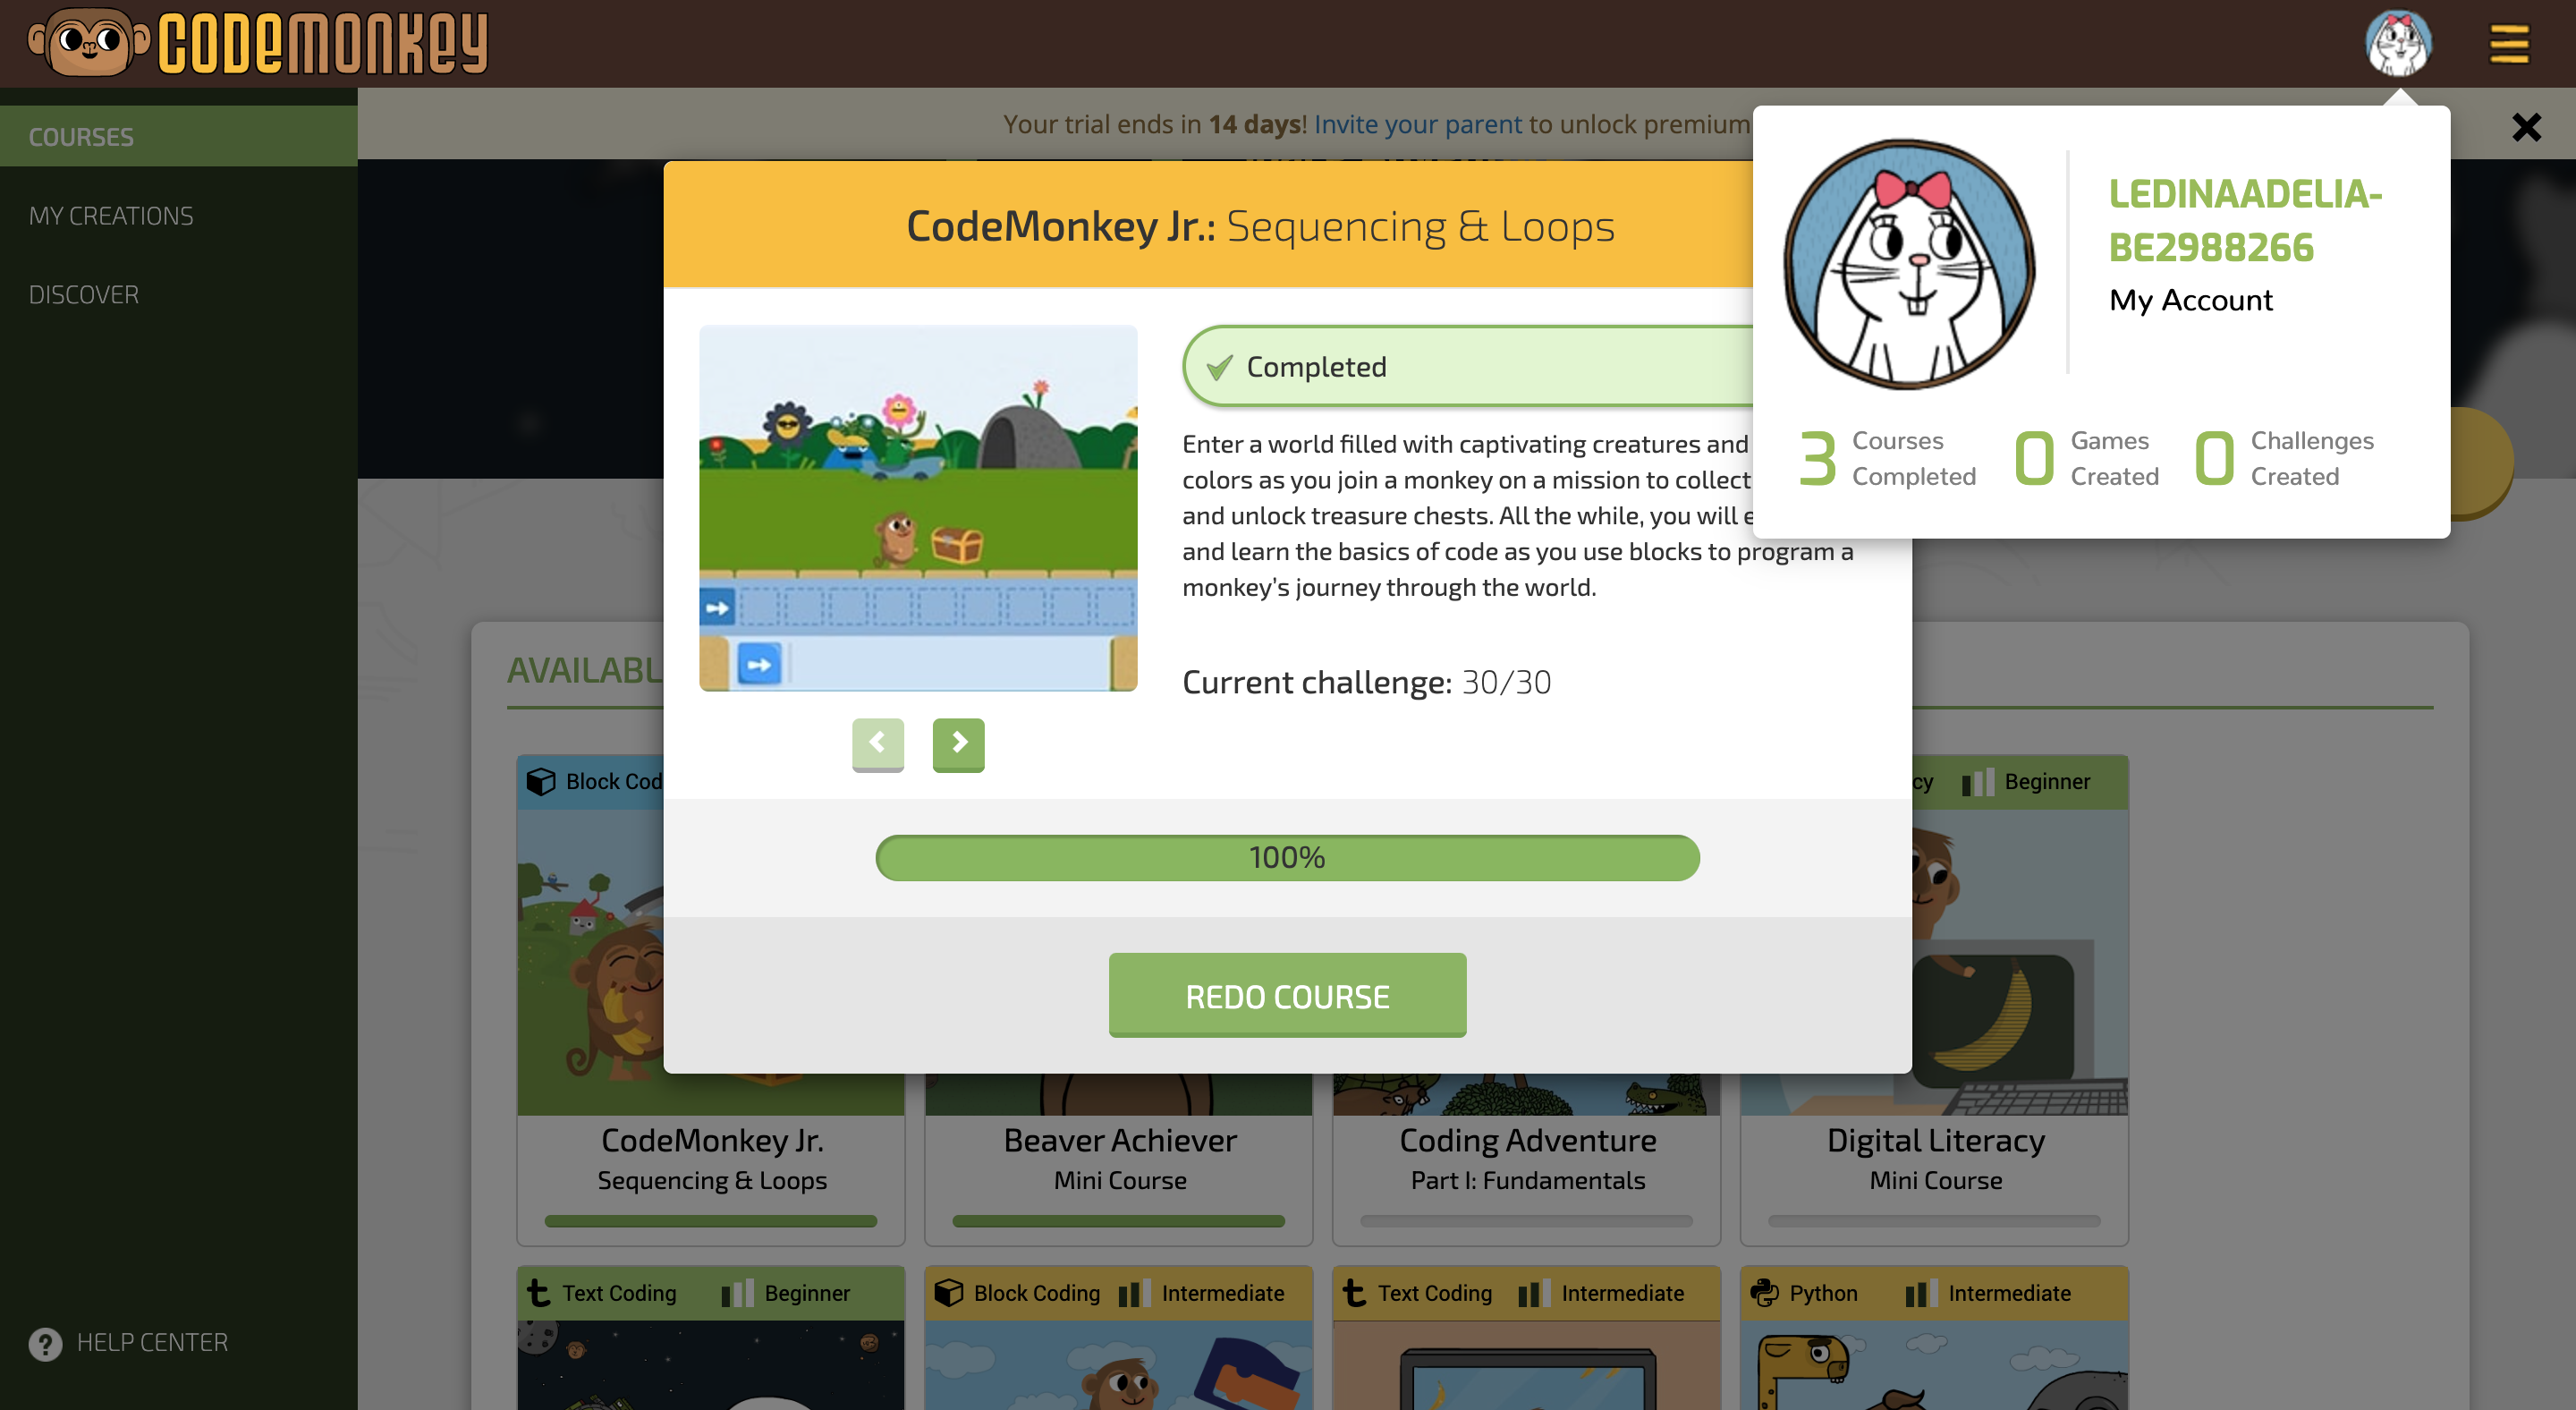 CODEMONKEY
COURSES
MY CREATIONS
DISCOVER
HELP CENTER
Your trial ends in 14 days! Invite your parent to unlock premium
LEDINAADELIA-
BE2988266
My Account
3 Courses Completed
0 Games Created
0 Challenges Created
CodeMonkey Jr.: Sequencing & Loops
Completed
Enter a world filled with captivating creatures and
colors as you join a monkey on a mission to collect
and unlock treasure chests. All the while, you will
and learn the basics of code as you use blocks to program a
monkey's journey through the world.
Current challenge: 30/30
100%
REDO COURSE
Block
Beginner
CodeMonkey Jr.
Sequencing & Loops
Beaver Achiever
Mini Course
Coding Adventure
Part I: Fundamentals
Digital Literacy
Mini Course
Text Coding Beginner
Block Coding Intermediate
Text Coding Intermediate
Python Intermediate